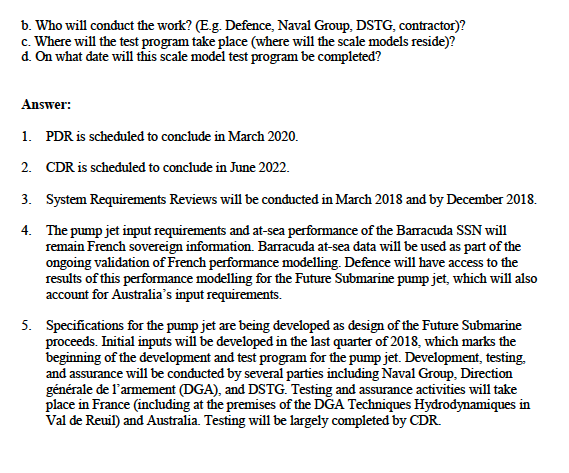 b. Who will conduct the work? (E.g. Defence, Naval Group, DSTG, contractor)?
c. Where will the test program take place (where will the scale models reside)?
d. On what date will this scale model test program be completed?
Answer:
1. PDR is scheduled to conclude in March 2020.
2. CDR is scheduled to conclude in June 2022.
3. System Requirements Reviews will be conducted in March 2018 and by December 2018.
4. The pump jet input requirements and at-sea performance of the Barracuda SSN will
remain French sovereign information. Barracuda at-sea data will be used as part of the
ongoing validation of French performance modelling. Defence will have access to the
results of this performance modelling for the Future Submarine pump jet, which will also
account for Australia's input requirements.
5. Specifications for the pump jet are being developed as design of the Future Submarine
proceeds. Initial inputs will be developed in the last quarter of 2018, which marks the
beginning of the development and test program for the pump jet. Development, testing,
and assurance will be conducted by several parties including Naval Group, Direction
générale de l'armement (DGA), and DSTG. Testing and assurance activities will take
place in France (including at the premises of the DGA Techniques Hydrodynamiques in
Val de Reuil) and Australia. Testing will be largely completed by CDR.